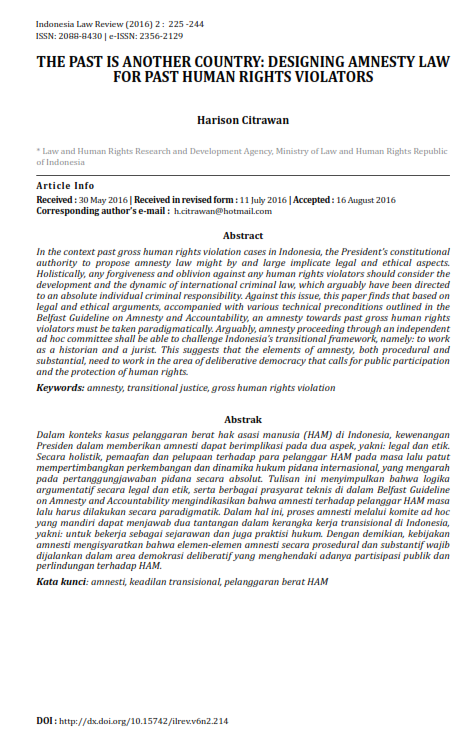 Indonesia Law Review (2016) 2 : 225 -244
ISSN: 2088-8430 | e-ISSN: 2356-2129
THE PAST IS ANOTHER COUNTRY: DESIGNING AMNESTY LAW
FOR PAST HUMAN RIGHTS VIOLATORS
Harison Citrawan
* Law and Human Rights Research and Development Agency, Ministry of Law and Human Rights Republic
of Indonesia
Article Info
Received : 30 May 2016 | Received in revised form : 11 July 2016 | Accepted : 16 August 2016
Corresponding author's e-mail : h.citrawan@hotmail.com
Abstract
In the context past gross human rights violation cases in Indonesia, the President's constitutional
authority to propose amnesty law might by and large implicate legal and ethical aspects.
Holistically, any forgiveness and oblivion against any human rights violators should consider the
development and the dynamic of international criminal law, which arguably have been directed
to an absolute individual criminal responsibility. Against this issue, this paper finds that based on
legal and ethical arguments, accompanied with various technical preconditions outlined in the
Belfast Guideline on Amnesty and Accountability, an amnesty towards past gross human rights
violators must be taken paradigmatically. Arguably, amnesty proceeding through an independent
ad hoc committee shall be able to challenge Indonesia's transitional framework, namely: to work
as a historian and a jurist. This suggests that the elements of amnesty, both procedural and
substantial, need to work in the area of deliberative democracy that calls for public participation
and the protection of human rights.
Keywords: amnesty, transitional justice, gross human rights violation
Abstrak
Dalam konteks kasus pelanggaran berat hak asasi manusia (HAM) di Indonesia, kewenangan
Presiden dalam memberikan amnesti dapat berimplikasi pada dua aspek, yakni: legal dan etik.
Secara holistik, pemaafan dan pelupaan terhadap para pelanggar HAM pada masa lalu patut
mempertimbangkan perkembangan dan dinamika hukum pidana internasional, yang mengarah
pada pertanggungjawaban pidana secara absolut. Tulisan ini menyimpulkan bahwa logika
argumentatif secara legal dan etik, serta berbagai prasyarat teknis di dalam Belfast Guideline
on Amnesty and Accountability mengindikasikan bahwa amnesti terhadap pelanggar HAM masa
lalu harus dilakukan secara paradigmatik. Dalam hal ini, proses amnesti melalui komite ad hoc
yang mandiri dapat menjawab dua tantangan dalam kerangka kerja transisional di Indonesia,
yakni: untuk bekerja sebagai sejarawan dan juga praktisi hukum. Dengan demikian, kebijakan
amnesti mengisyaratkan bahwa elemen-elemen amnesti secara prosedural dan substantif wajib
dijalankan dalam area demokrasi deliberatif yang menghendaki adanya partisipasi publik dan
perlindungan terhadap HAM.
Kata kunci: amnesti, keadilan transisional, pelanggaran berat HAM
DOI : http://dx.doi.org/10.15742/ilrev.v6n2.214